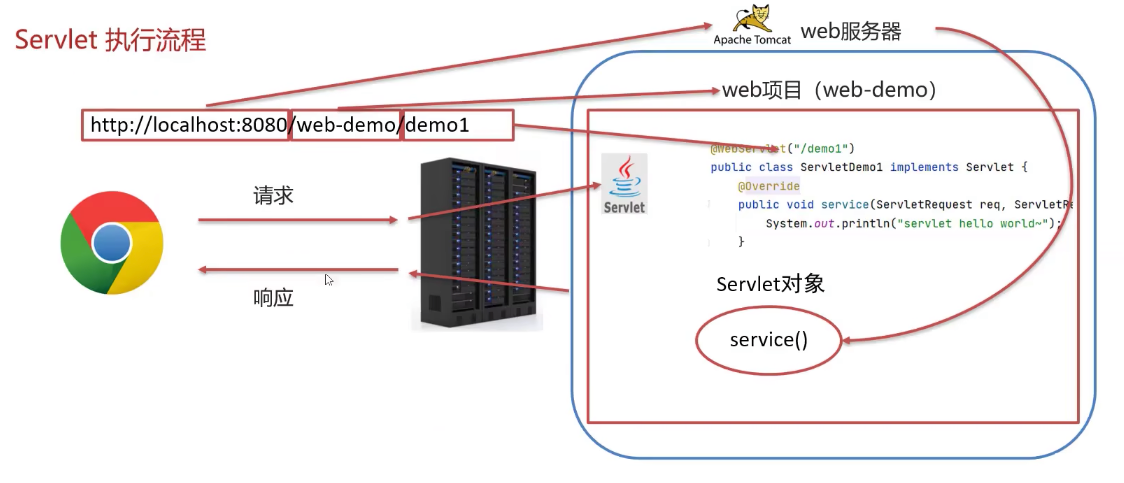 Servlet 执行流程
Apache Tomcat
web服务器
web项目（web-demo）
http://localhost:8080/web-demo/demo1
@WebServlet("/demo1")
public class ServletDemo1 implements Servlet {
@Override
public void service(ServletRequest req, ServletRe
System.out.println("servlet hello world~");
}
Servlet
请求
响应
Servlet对象
service()